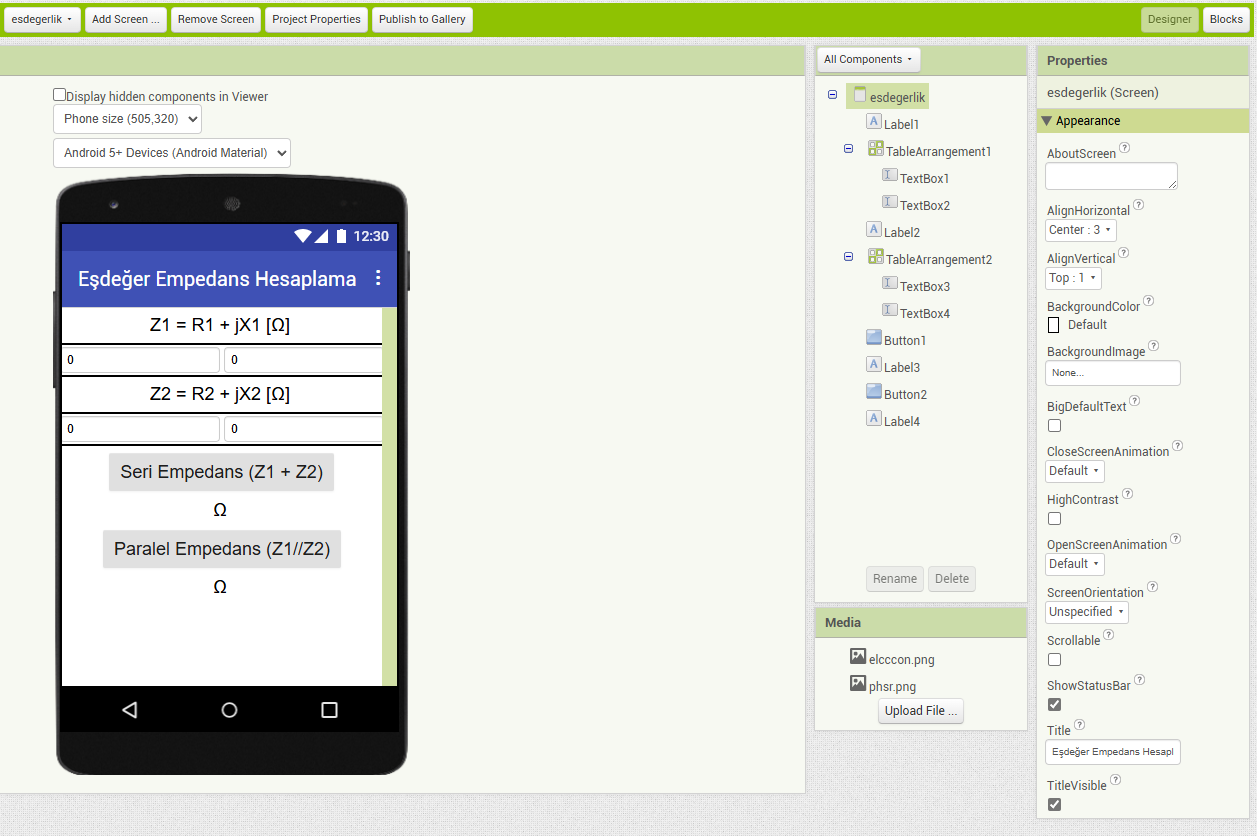 esdegerlik
Add Screen ...
Remove Screen
Project Properties
Publish to Gallery
Designer
Blocks
Display hidden components in Viewer
Phone size (505,320)
Android 5+ Devices (Android Material)
12:30
Eşdeğer Empedans Hesaplama
Z1 = R1 + jX1 [Ω]
0
0
Z2 = R2 + jX2 [Ω]
0
0
Seri Empedans (Z1 + Z2)
Ω
Paralel Empedans (Z1//Z2)
Ω
All Components
esdegerlik
Label1
TableArrangement1
TextBox1
TextBox2
Label2
TableArrangement2
TextBox3
TextBox4
Button1
Label3
Button2
Label4
Rename
Delete
Media
elcccon.png
phsr.png
Upload File ...
Properties
esdegerlik (Screen)
Appearance
AboutScreen
AlignHorizontal
Center : 3
AlignVertical
Top : 1
BackgroundColor
Default
BackgroundImage
None...
BigDefaultText
CloseScreenAnimation
Default
HighContrast
OpenScreenAnimation
Default
ScreenOrientation
Unspecified
Scrollable
ShowStatusBar
Title
Eşdeğer Empedans Hesapl
TitleVisible